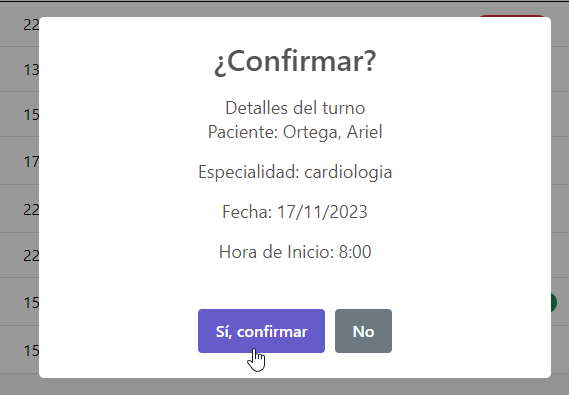 22
¿Confirmar?
13
Detalles del turno
15
Paciente: Ortega, Ariel
17
Especialidad: cardiologia
22
Fecha: 17/11/2023
22
Hora de Inicio: 8:00
15
Sí, confirmar
No
15